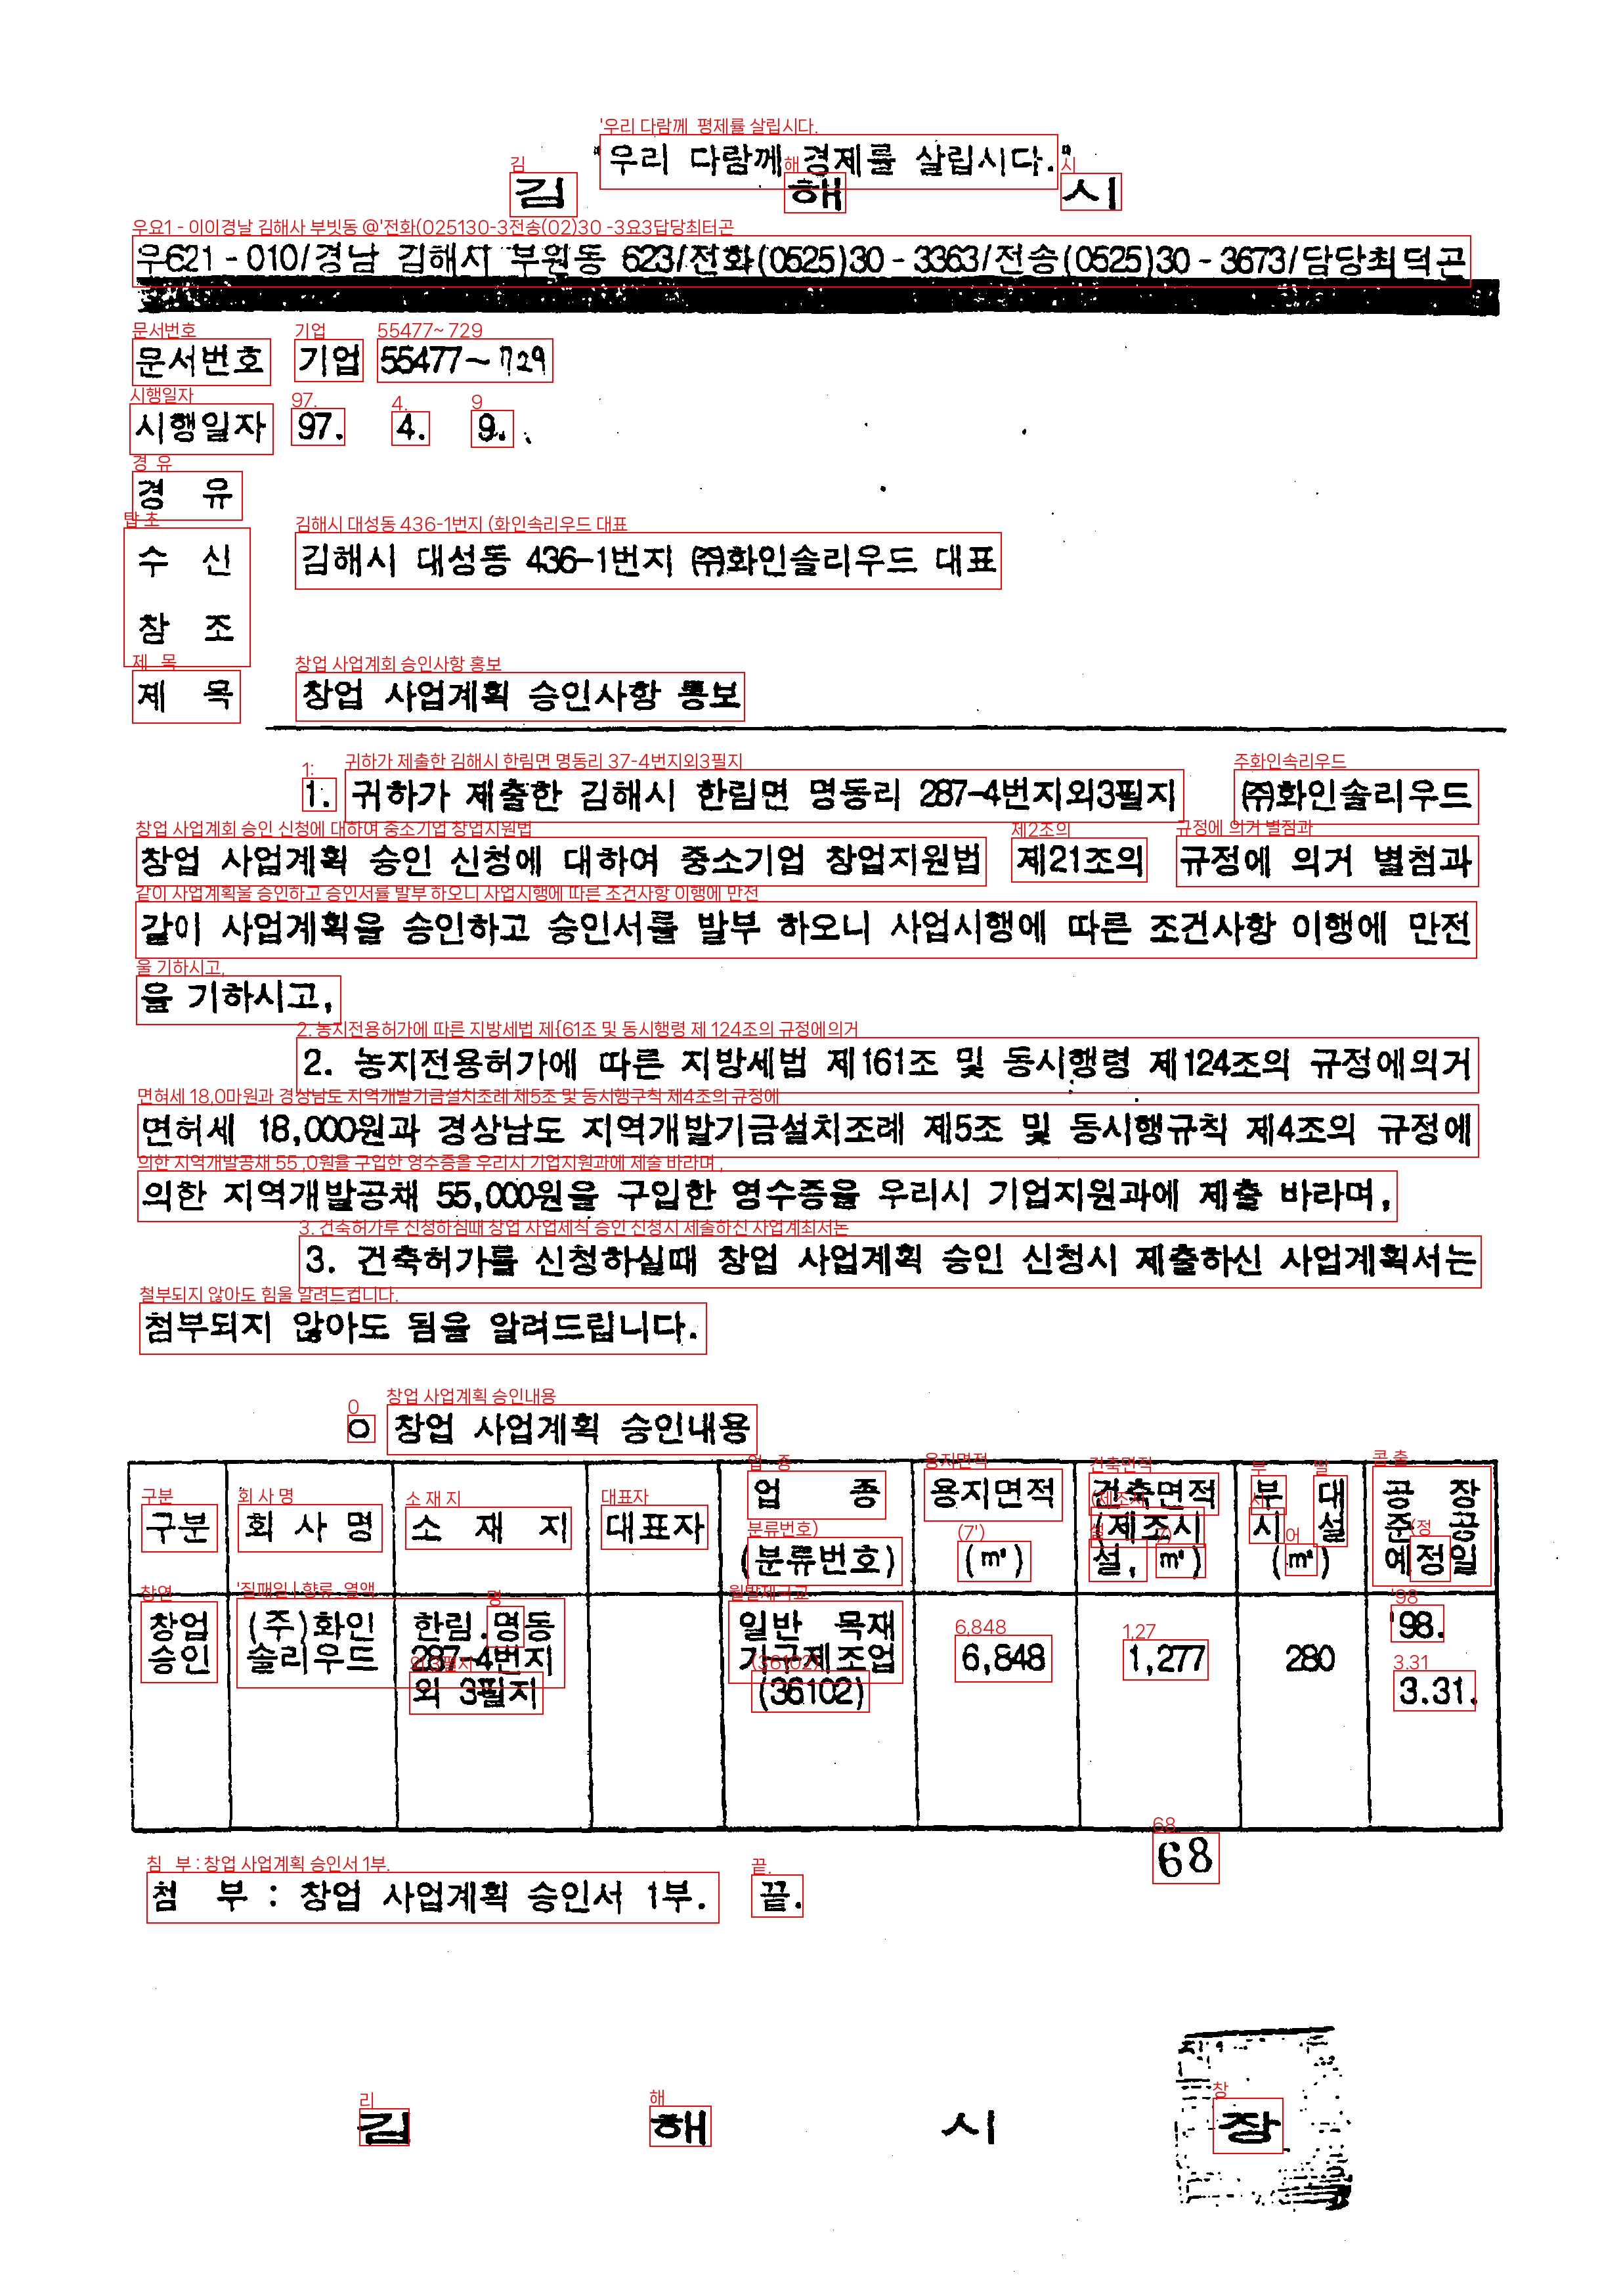 "우리 다람께 경제를 살립시다."
김 해 시
우621-010/경남 김해시 부원동 623/전화(0525)30-3363/전송(0525)30-3673/담당최덕곤
문서번호 기업 55477~729
시행일자 97. 4. 9.
경 유
수 신 김해시 대성동 436-1번지 ㈜화인솔리우드 대표
참 조
제 목 창업 사업계획 승인사항 통보
1. 귀하가 제출한 김해시 한림면 명동리 287-4번지외3필지 ㈜화인솔리우드
창업 사업계획 승인 신청에 대하여 중소기업 창업지원법 제21조의 규정에 의거 별첨과
같이 사업계획을 승인하고 승인서를 발부 하오니 사업시행에 따른 조건사항 이행에 만전
을 기하시고,
2. 농지전용허가에 따른 지방세법 제161조 및 동시행령 제124조의 규정에의거
면허세 18,000원과 경상남도 지역개발기금설치조례 제5조 및 동시행규칙 제4조의 규정에
의한 지역개발공채 55,000원을 구입한 영수증을 우리시 기업지원과에 제출 바라며,
3. 건축허가를 신청하실때 창업 사업계획 승인 신청시 제출하신 사업계획서는
첨부되지 않아도 됨을 알려드립니다.
○ 창업 사업계획 승인내용
구분 회 사 명 소 재 지 대표자 업 종 (분류번호) 용지면적 (㎡) 건축면적 (제조시설, ㎡) 부 대 시 설 (㎡) 공 장 준 공 예정일
창업 승인 (주)화인 솔리우드 한림.명동 287-4번지 외 3필지 일반 목재 가구제조업 (36102) 6,848 1,277 280 '98. 3.31.
68
첨 부 : 창업 사업계획 승인서 1부. 끝.
김 해 시 장